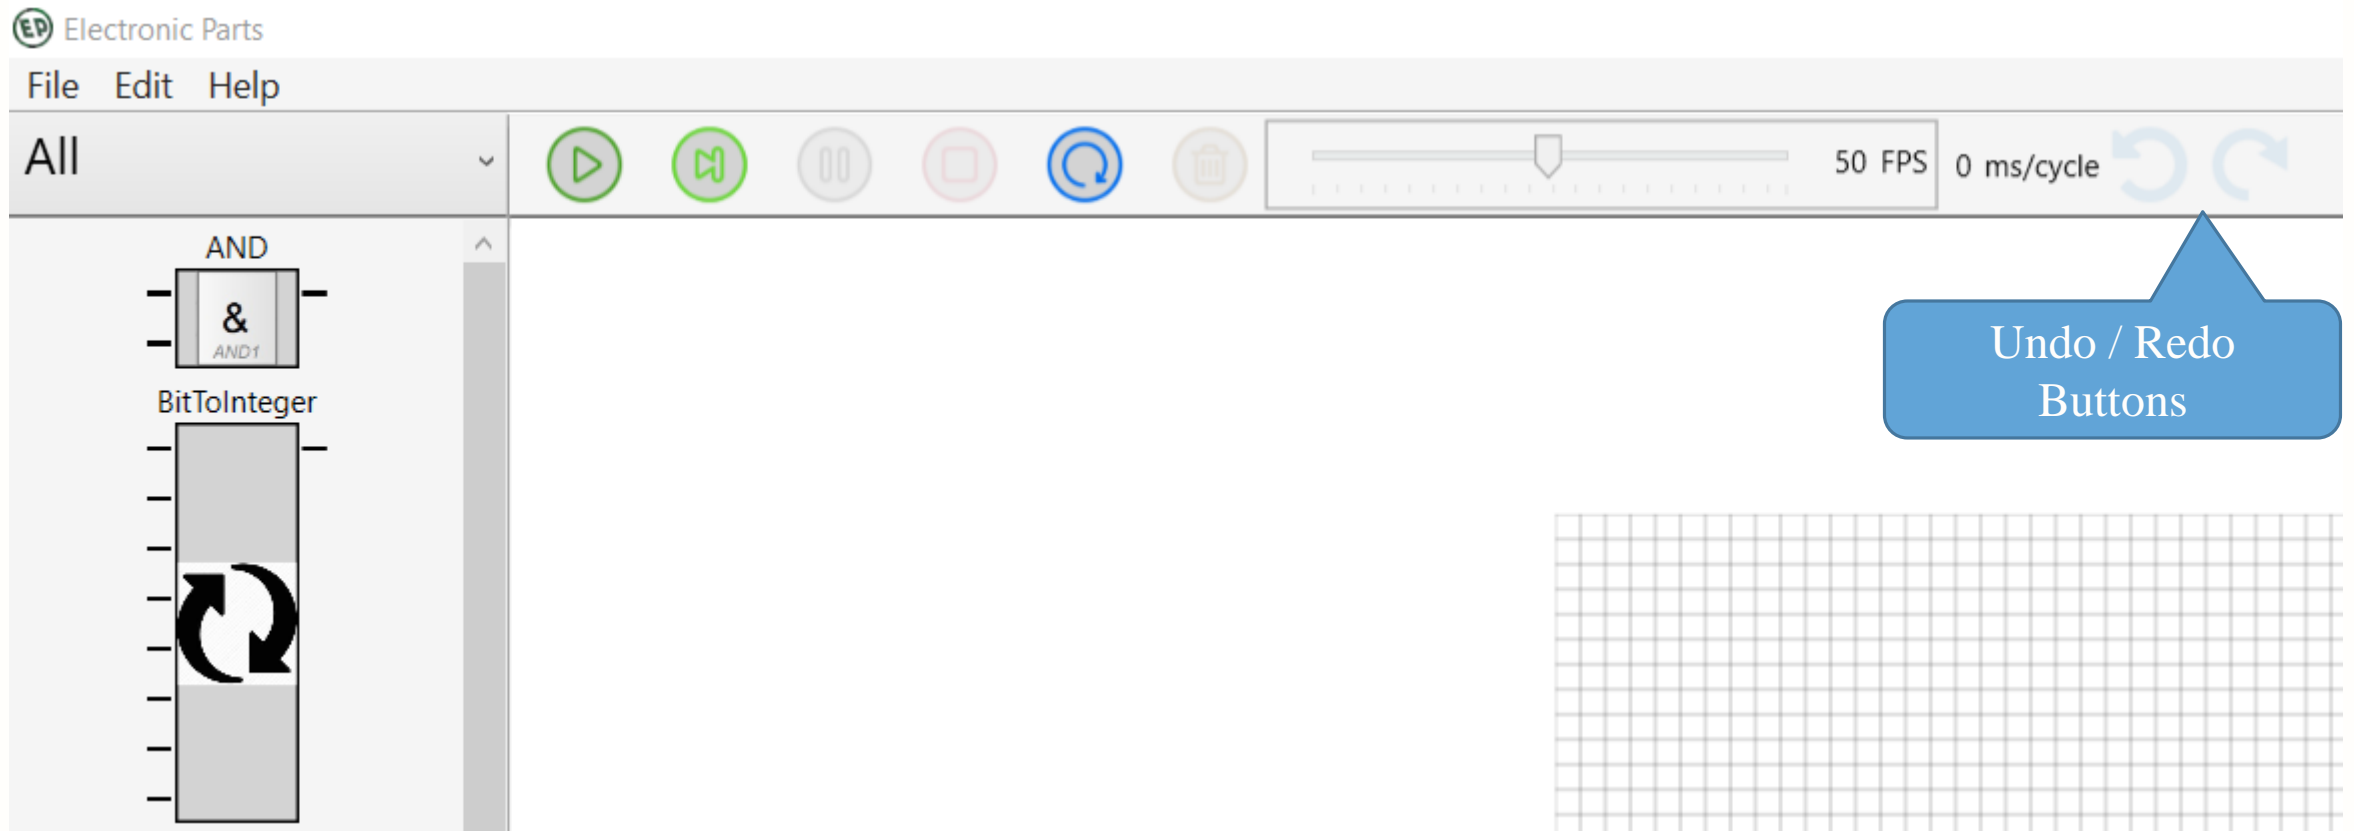 EP Electronic Parts
File Edit Help
All
50 FPS
0 ms/cycle
AND
&
AND1
BitToInteger
Undo / Redo
Buttons